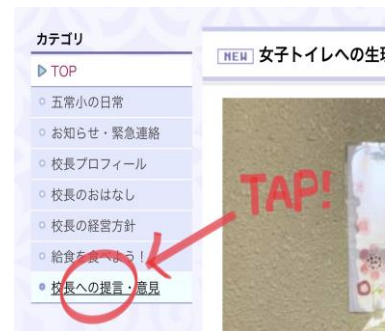 カテゴリ
TOP
五常小の日常
お知らせ・緊急連絡
校長プロフィール
校長のおはなし
校長の経営方針
給食を食べよう！
校長への提言・意見
NEW 女子トイレへの生理
TAP!